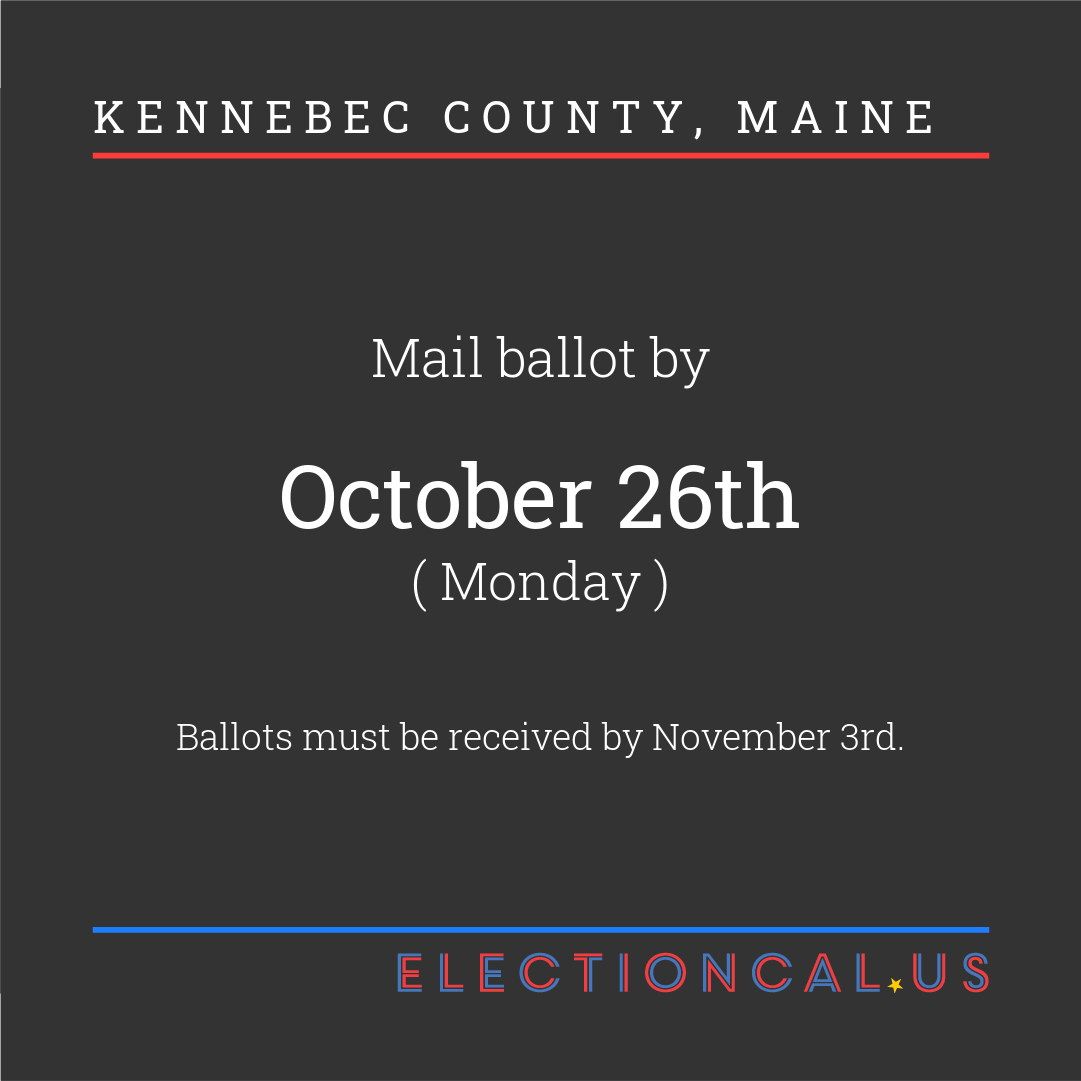 KENNEBEC COUNTY, MAINE
Mail ballot by
October 26th
( Monday )
Ballots must be received by November 3rd.
ELECTIONCAL.US